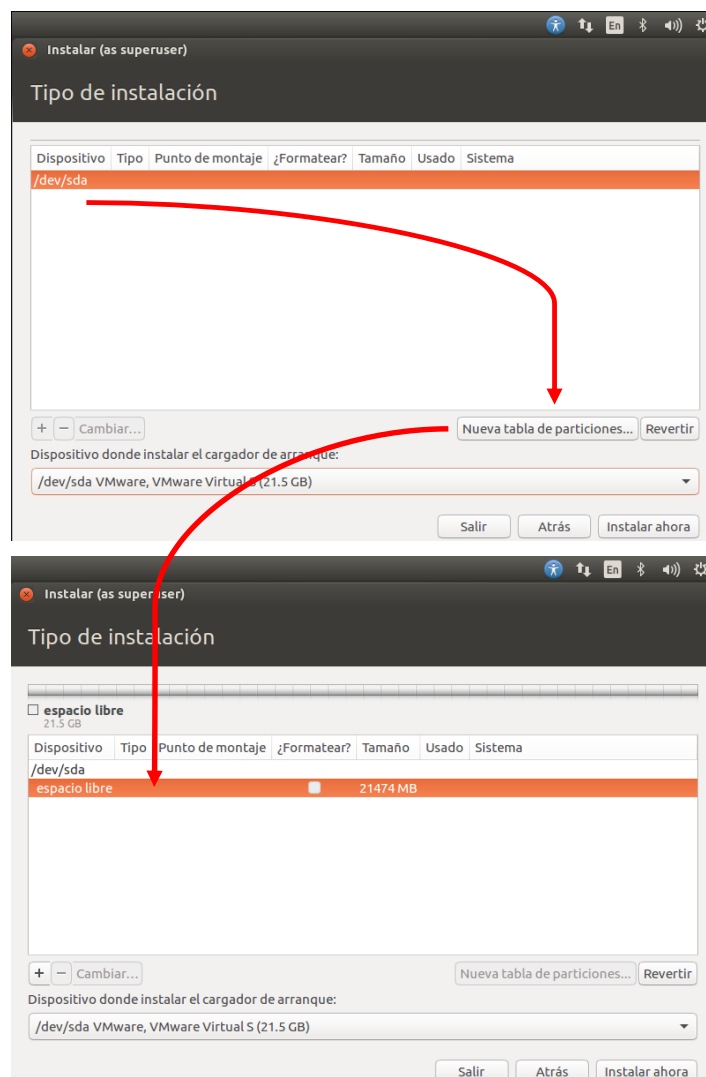 En
Instalar (as superuser)
Tipo de instalación
Dispositivo Tipo Punto de montaje ¿Formatear? Tamaño Usado Sistema
/dev/sda
+ − Cambiar... Nueva tabla de particiones... Revertir
Dispositivo donde instalar el cargador de arranque:
/dev/sda VMware, VMware Virtual S (21.5 GB)
Salir Atrás Instalar ahora
En
Instalar (as superuser)
Tipo de instalación
espacio libre
21.5 GB
Dispositivo Tipo Punto de montaje ¿Formatear? Tamaño Usado Sistema
/dev/sda
espacio libre 21474 MB
+ − Cambiar... Nueva tabla de particiones... Revertir
Dispositivo donde instalar el cargador de arranque:
/dev/sda VMware, VMware Virtual S (21.5 GB)
Salir Atrás Instalar ahora